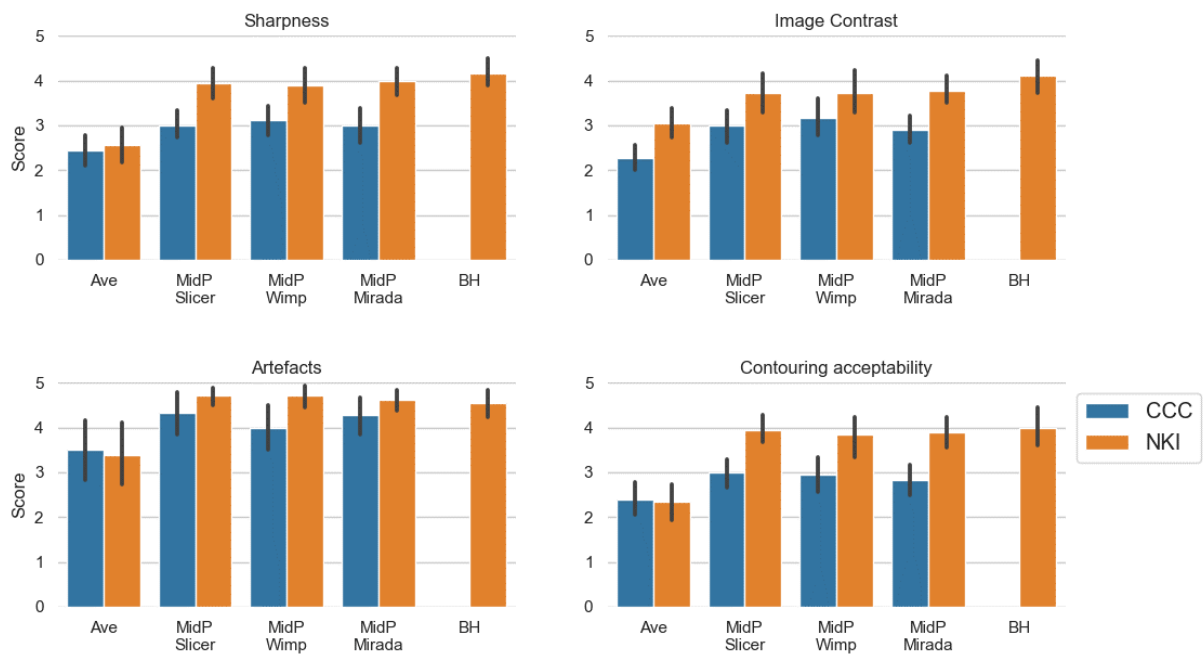 Sharpness
5
4
3
2
1
0
Score
Ave
MidP
Slicer
MidP
Wimp
MidP
Mirada
BH
Image Contrast
5
4
3
2
1
0
Ave
MidP
Slicer
MidP
Wimp
MidP
Mirada
BH
Artefacts
5
4
3
2
1
0
Score
Ave
MidP
Slicer
MidP
Wimp
MidP
Mirada
BH
Contouring acceptability
5
4
3
2
1
0
Ave
MidP
Slicer
MidP
Wimp
MidP
Mirada
BH
CCC
NKI